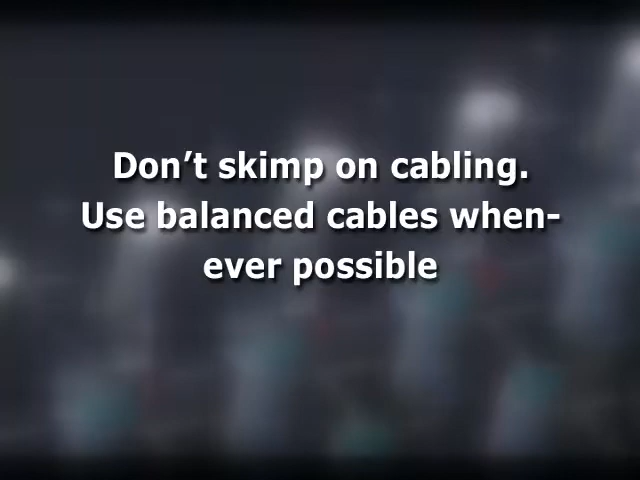 Don’t skimp on cabling.
Use balanced cables when-
ever possible